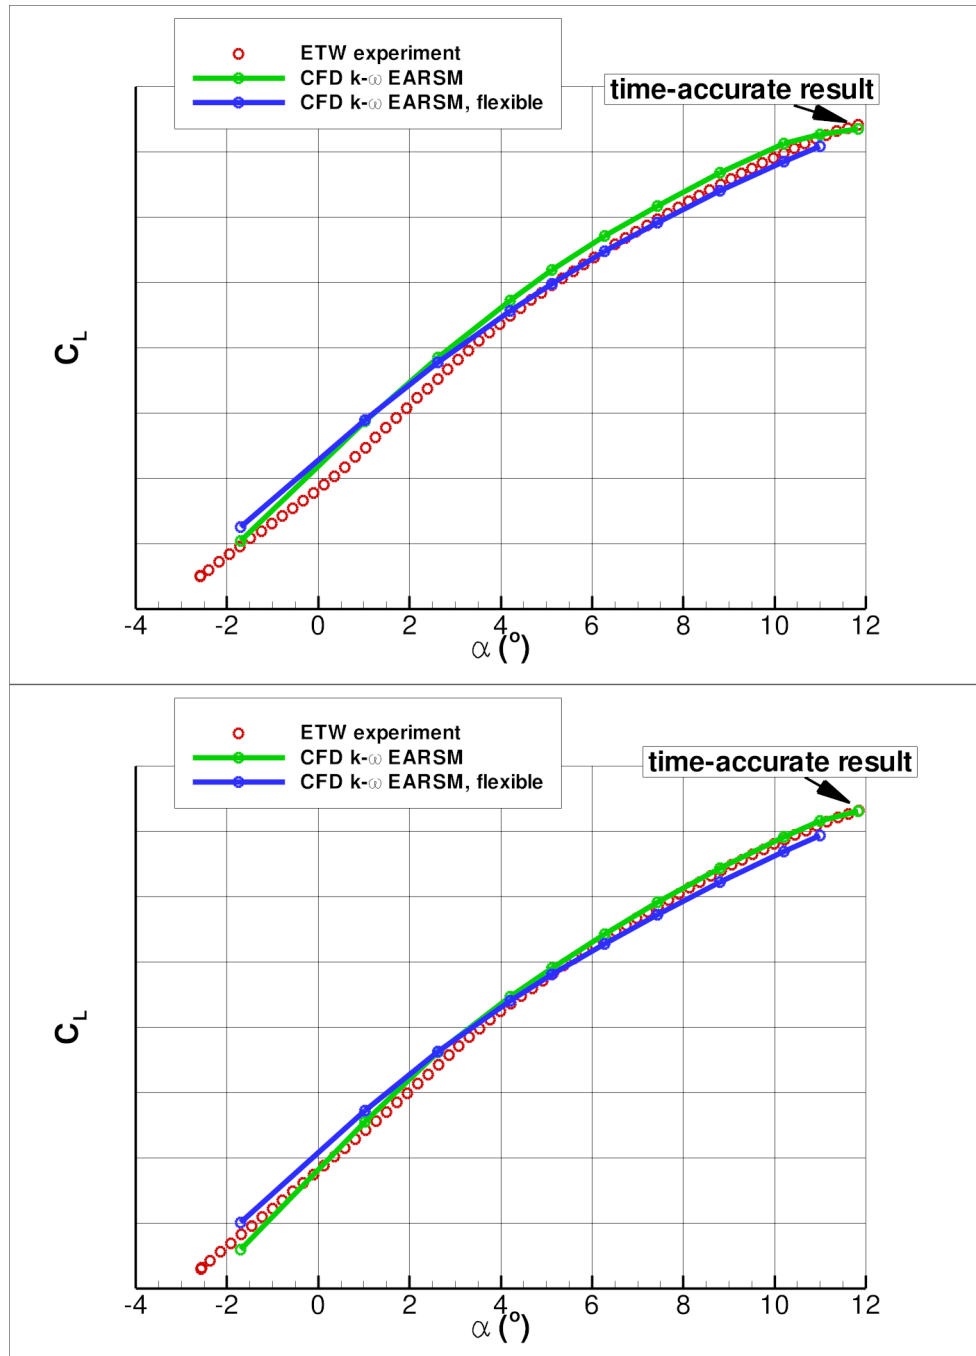 ETW experiment
CFD k-ω EARSM
CFD k-ω EARSM, flexible
time-accurate result
C_L
-4 -2 0 2 4 6 8 10 12
α (°)
ETW experiment
CFD k-ω EARSM
CFD k-ω EARSM, flexible
time-accurate result
C_L
-4 -2 0 2 4 6 8 10 12
α (°)